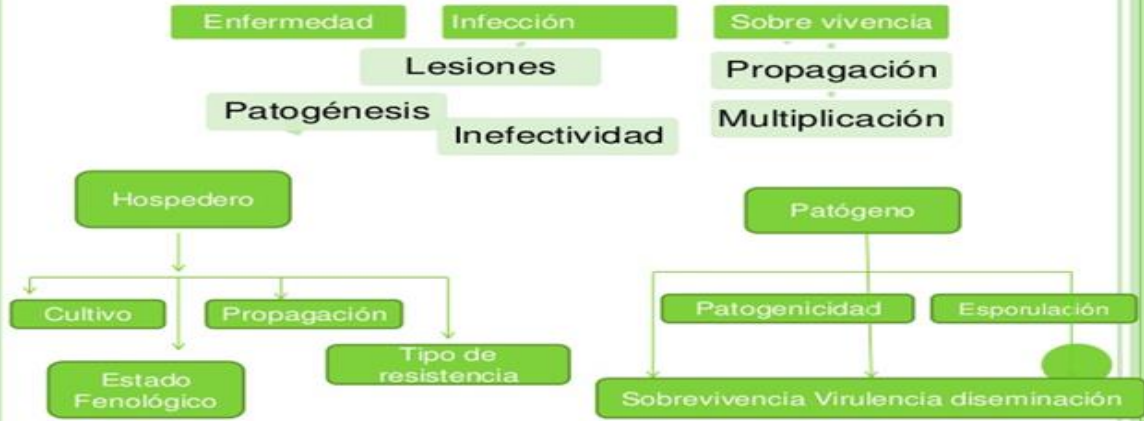 Enfermedad
Infección
Sobre vivencia
Lesiones
Propagación
Patogénesis
Inefectividad
Multiplicación
Hospedero
Patógeno
Cultivo
Propagación
Patogenicidad
Esporulación
Estado
Fenológico
Tipo de
resistencia
Sobrevivencia Virulencia diseminación